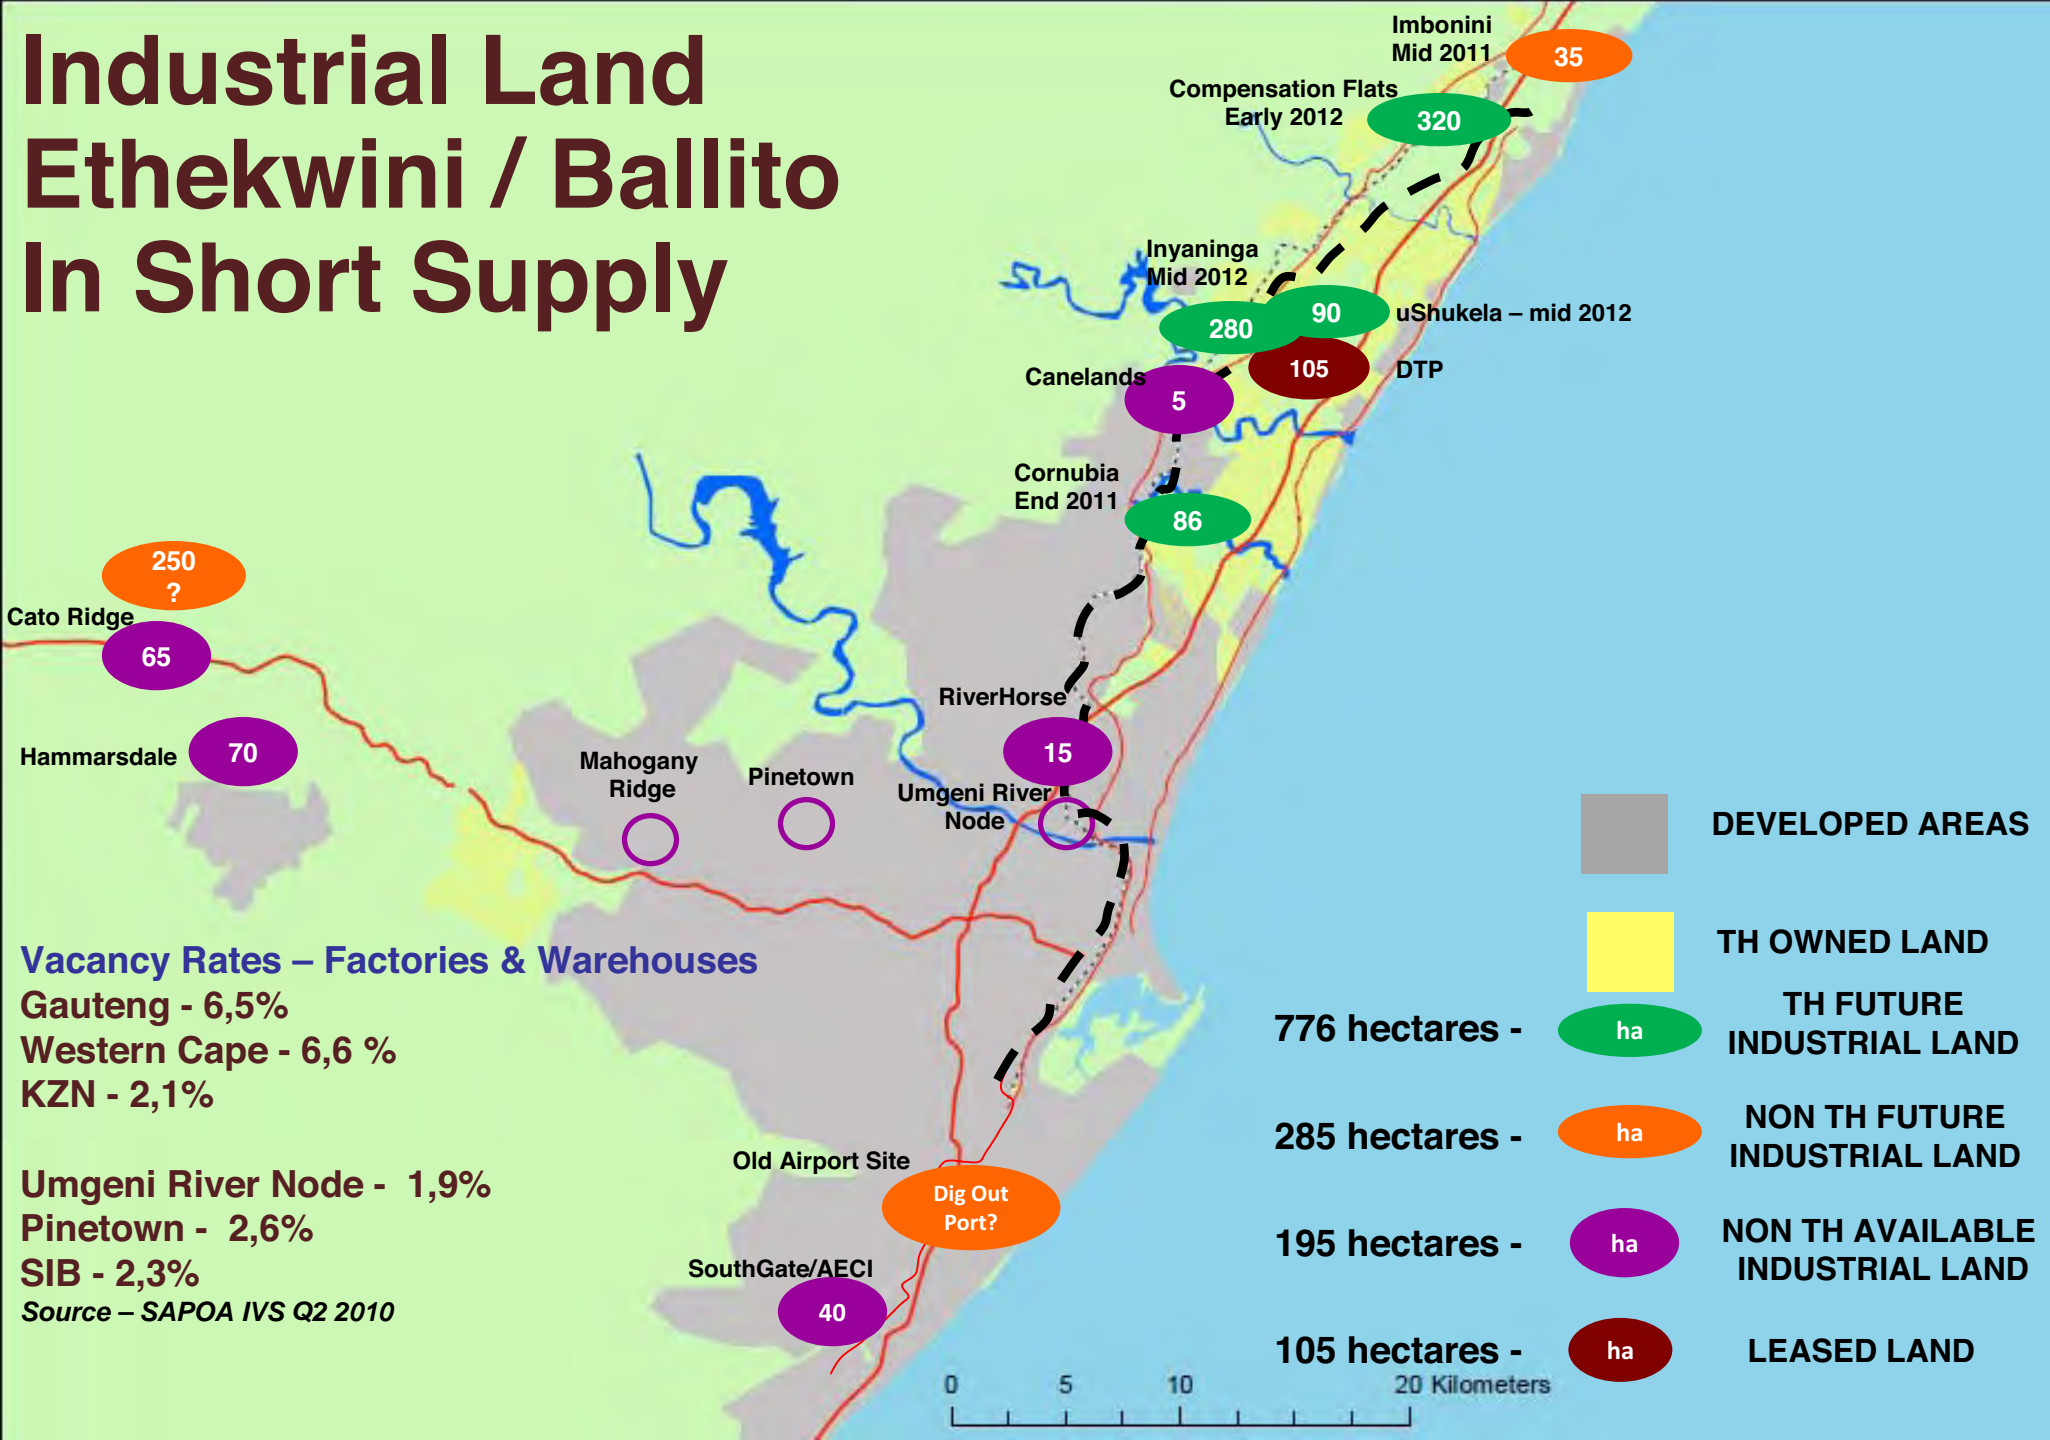 Industrial Land
Ethekwini / Ballito
In Short Supply
Imbonini
Mid 2011
35
Compensation Flats
Early 2012
320
Inyaninga
Mid 2012
280
90
uShukela – mid 2012
105
DTP
Canelands
5
Cornubia
End 2011
86
250
?
Cato Ridge
65
Hammarsdale
70
Mahogany
Ridge
Pinetown
RiverHorse
15
Umgeni River
Node
Vacancy Rates – Factories & Warehouses
Gauteng - 6,5%
Western Cape - 6,6 %
KZN - 2,1%
Umgeni River Node -  1,9%
Pinetown -  2,6%
SIB - 2,3%
Source – SAPOA IVS Q2 2010
Old Airport Site
Dig Out
Port?
SouthGate/AECI
40
DEVELOPED AREAS
TH OWNED LAND
776 hectares -
ha
TH FUTURE
INDUSTRIAL LAND
285 hectares -
ha
NON TH FUTURE
INDUSTRIAL LAND
195 hectares -
ha
NON TH AVAILABLE
INDUSTRIAL LAND
105 hectares -
ha
LEASED LAND
0 5 10 20 Kilometers